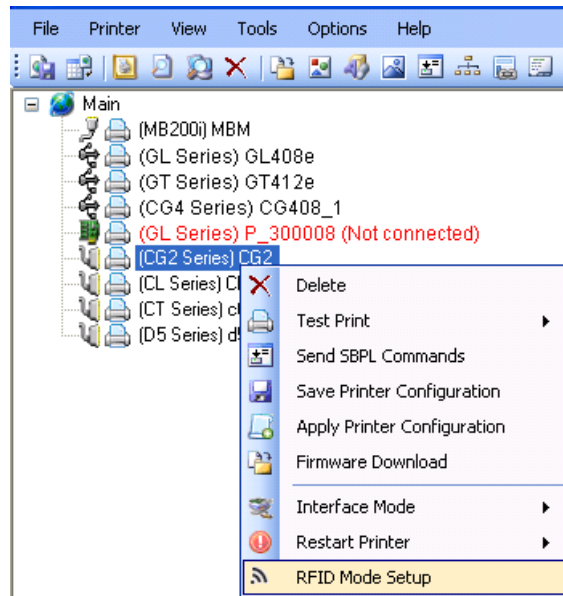 File Printer View Tools Options Help
Main
(MB200i) MBM
(GL Series) GL408e
(GT Series) GT412e
(CG4 Series) CG408_1
(GL Series) P_300008 (Not connected)
(CG2 Series) CG2
(CL Series)
(CT Series)
(D5 Series)
Delete
Test Print
Send SBPL Commands
Save Printer Configuration
Apply Printer Configuration
Firmware Download
Interface Mode
Restart Printer
RFID Mode Setup